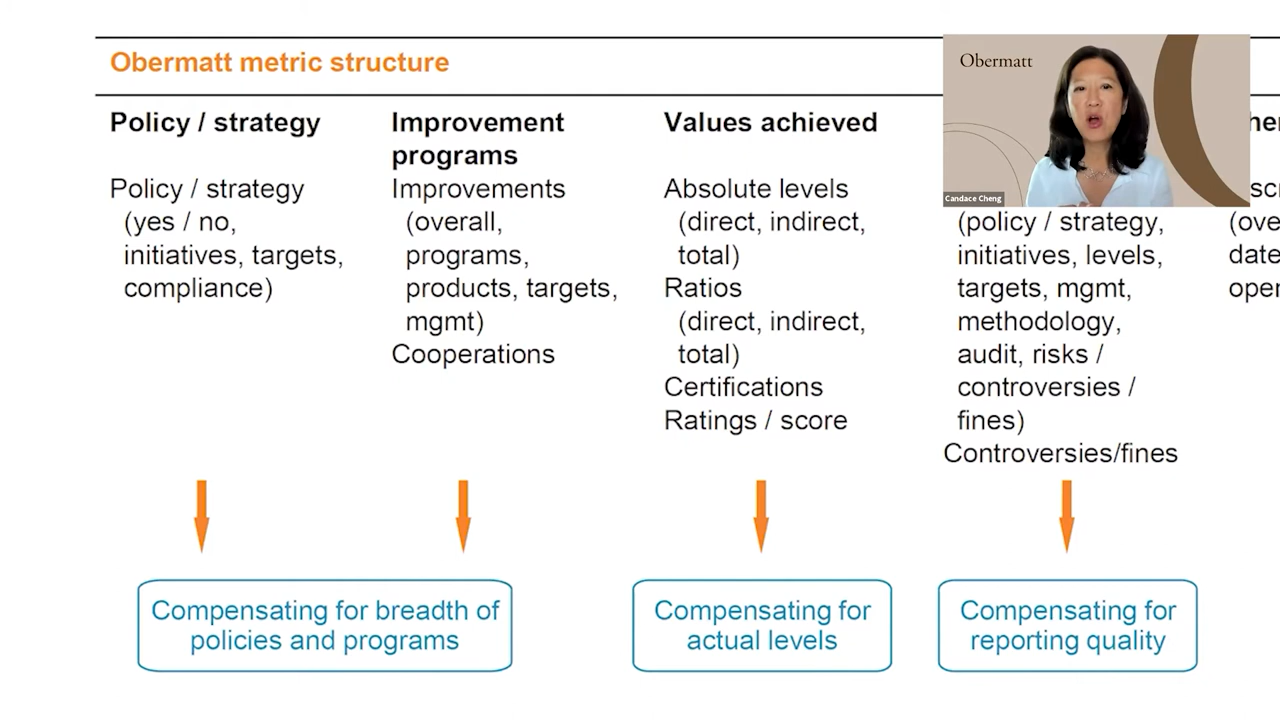 Obermatt metric structure
Obermatt
Candace Cheng
Policy / strategy
Policy / strategy
(yes / no,
initiatives, targets,
compliance)
Improvement
programs
Improvements
(overall,
programs,
products, targets,
mgmt)
Cooperations
Values achieved
Absolute levels
(direct, indirect,
total)
Ratios
(direct, indirect,
total)
Certifications
Ratings / score
(policy / strategy,
initiatives, levels,
targets, mgmt,
methodology,
audit, risks /
controversies /
fines)
Controversies/fines
Compensating for breadth of
policies and programs
Compensating for
actual levels
Compensating for
reporting quality